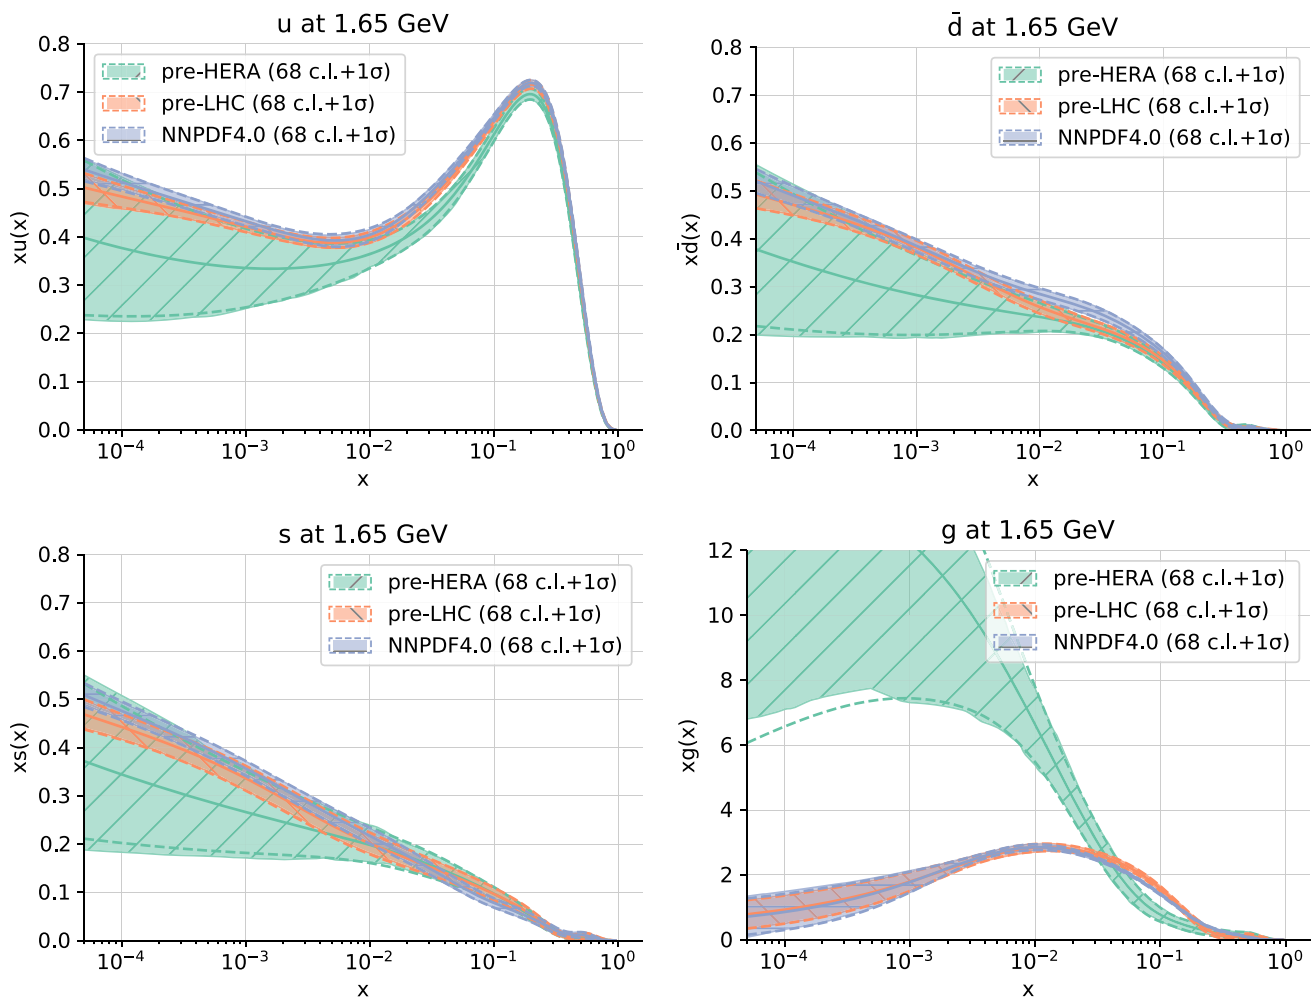 u at 1.65 GeV
0.8
0.7
0.6
0.5
0.4
0.3
0.2
0.1
0.0
xu(x)
pre-HERA (68 c.l.+1σ)
pre-LHC (68 c.l.+1σ)
NNPDF4.0 (68 c.l.+1σ)
10⁻⁴ 10⁻³ 10⁻² 10⁻¹ 10⁰
x
d̄ at 1.65 GeV
0.8
0.7
0.6
0.5
0.4
0.3
0.2
0.1
0.0
xd̄(x)
pre-HERA (68 c.l.+1σ)
pre-LHC (68 c.l.+1σ)
NNPDF4.0 (68 c.l.+1σ)
10⁻⁴ 10⁻³ 10⁻² 10⁻¹ 10⁰
x
s at 1.65 GeV
0.8
0.7
0.6
0.5
0.4
0.3
0.2
0.1
0.0
xs(x)
pre-HERA (68 c.l.+1σ)
pre-LHC (68 c.l.+1σ)
NNPDF4.0 (68 c.l.+1σ)
10⁻⁴ 10⁻³ 10⁻² 10⁻¹ 10⁰
x
g at 1.65 GeV
12
10
8
6
4
2
0
xg(x)
pre-HERA (68 c.l.+1σ)
pre-LHC (68 c.l.+1σ)
NNPDF4.0 (68 c.l.+1σ)
10⁻⁴ 10⁻³ 10⁻² 10⁻¹ 10⁰
x